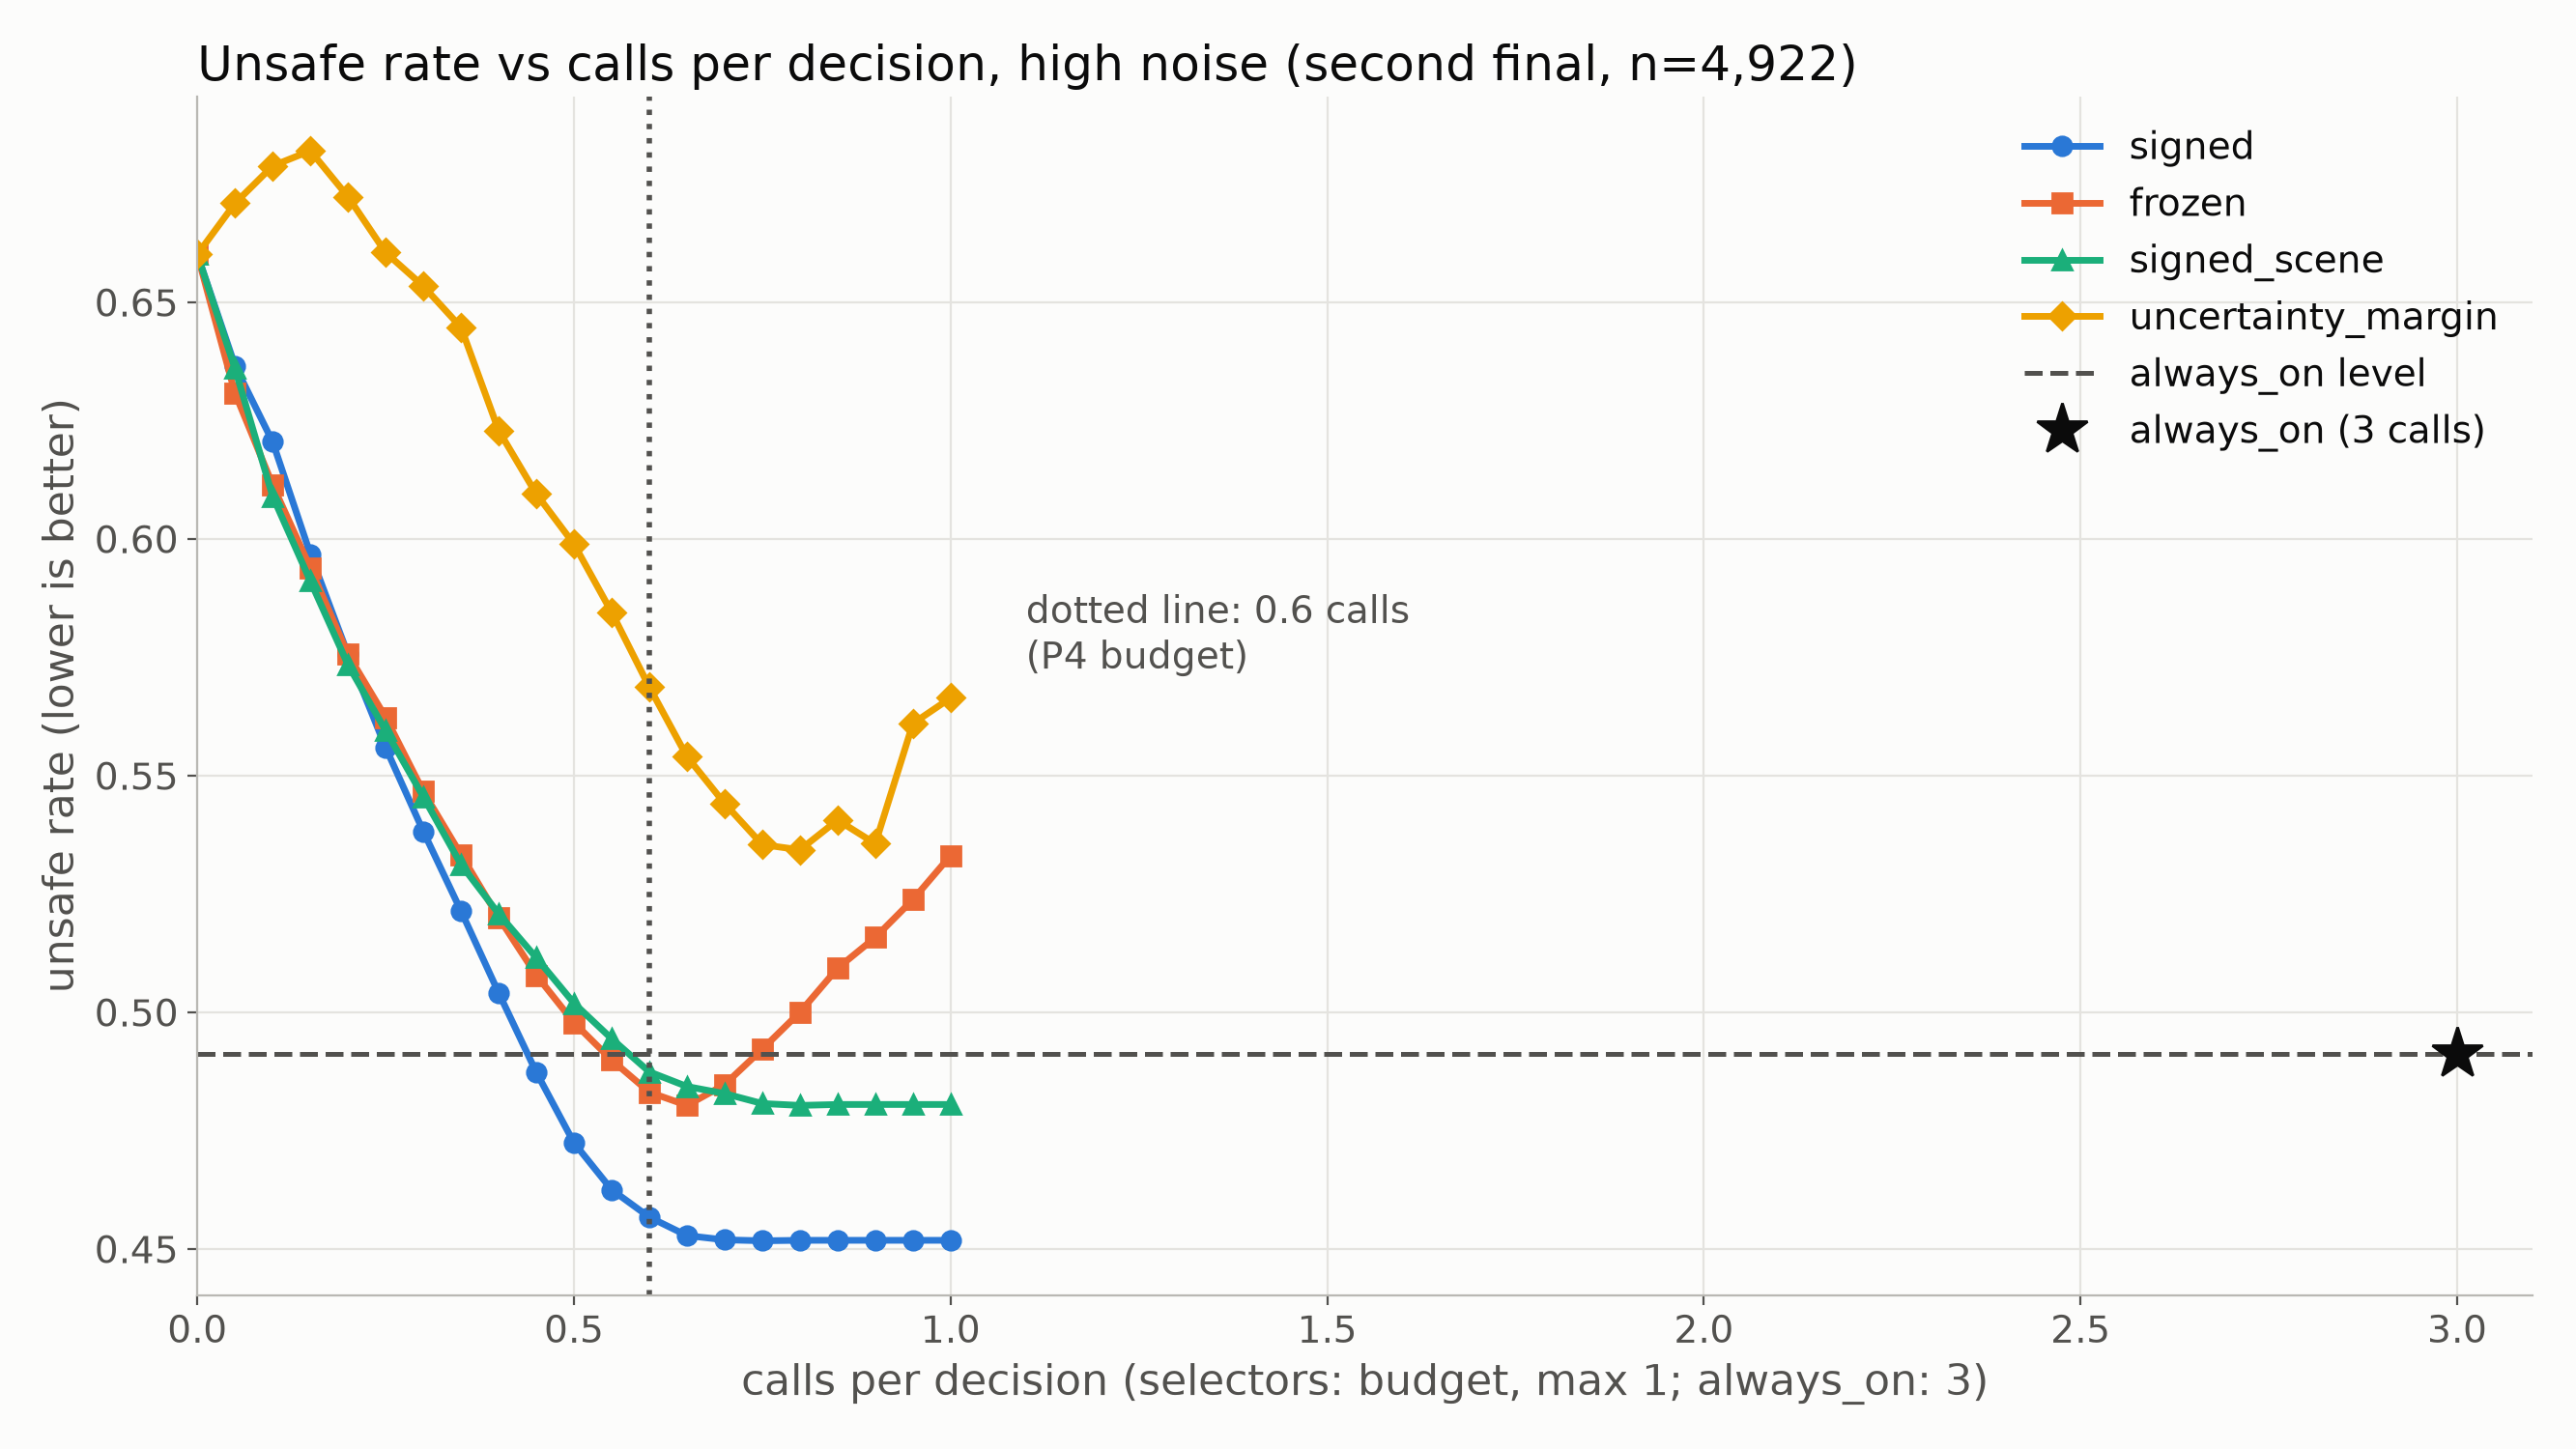 Unsafe rate vs calls per decision, high noise (second final, n=4,922)
signed
frozen
signed_scene
uncertainty_margin
always_on level
always_on (3 calls)
unsafe rate (lower is better)
0.65
0.60
0.55
0.50
0.45
dotted line: 0.6 calls
(P4 budget)
0.0 0.5 1.0 1.5 2.0 2.5 3.0
calls per decision (selectors: budget, max 1; always_on: 3)